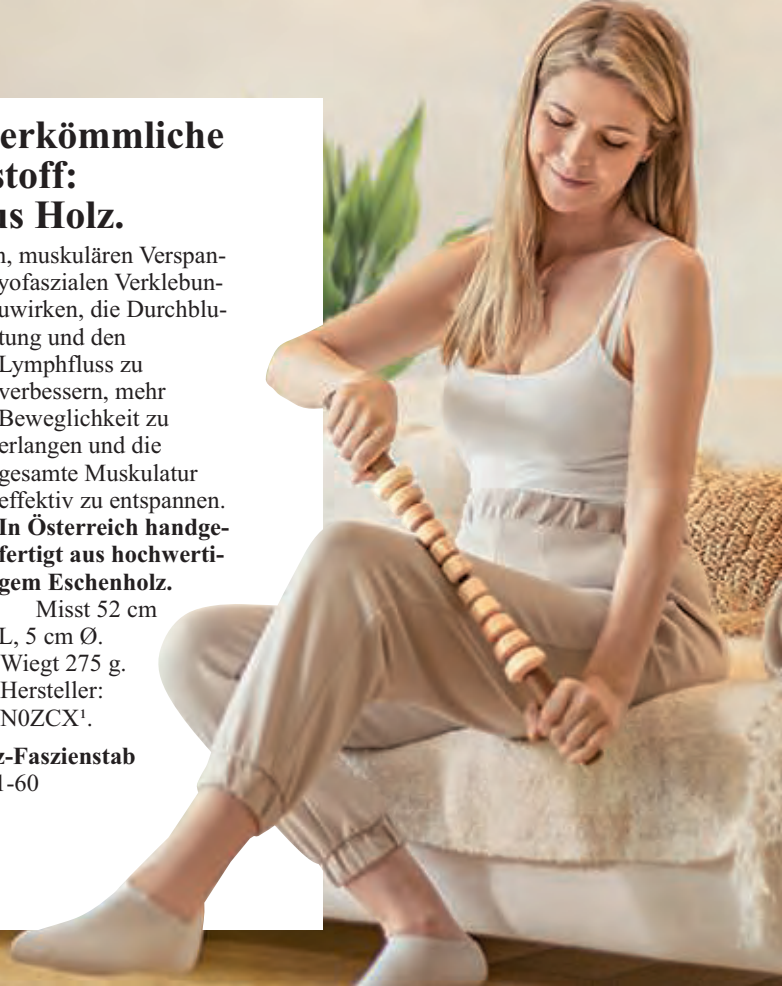 erkömmliche
stoff:
us Holz.
n, muskulären Verspan-
yofaszialen Verklebun-
uwirken, die Durchblu-
tung und den
Lymphfluss zu
verbessern, mehr
Beweglichkeit zu
erlangen und die
gesamte Muskulatur
effektiv zu entspannen.
In Österreich handge-
fertigt aus hochwerti-
gem Eschenholz.
Misst 52 cm
L, 5 cm Ø.
Wiegt 275 g.
Hersteller:
N0ZCX¹.
z-Faszienstab
1-60